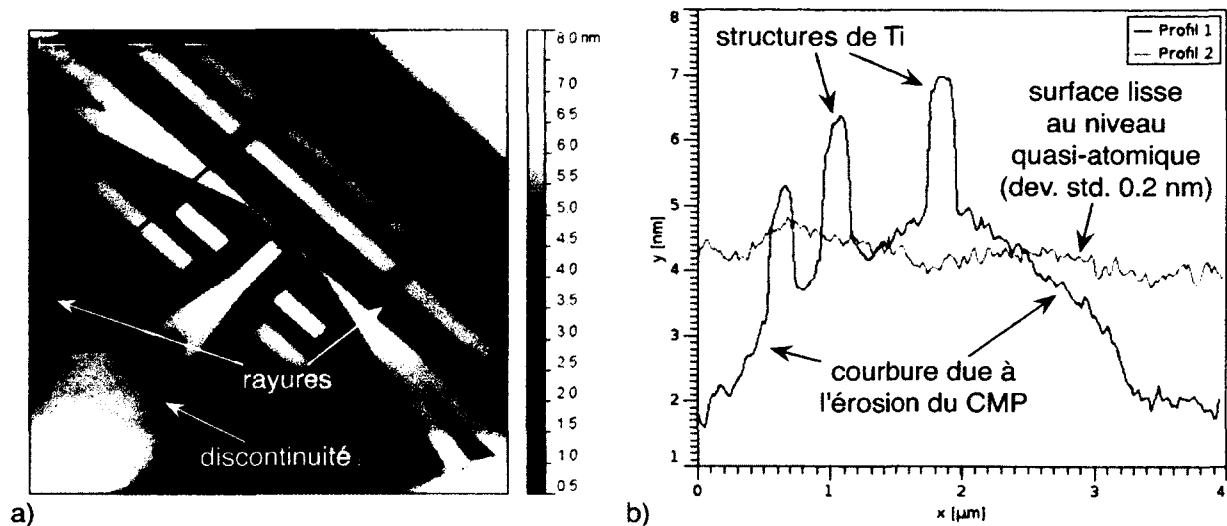 8.0 nm
7.0
6.5
6.0
5.5
5.0
4.5
4.0
3.5
3.0
2.5
2.0
1.5
1.0
0.5
rayures
discontinuité
a)
8
7
6
5
4
3
2
1
y [nm]
0
1
2
3
4
x [µm]
Profil 1
Profil 2
structures de Ti
surface lisse
au niveau
quasi-atomique
(dev. std. 0.2 nm)
courbure due à
l'érosion du CMP
b)